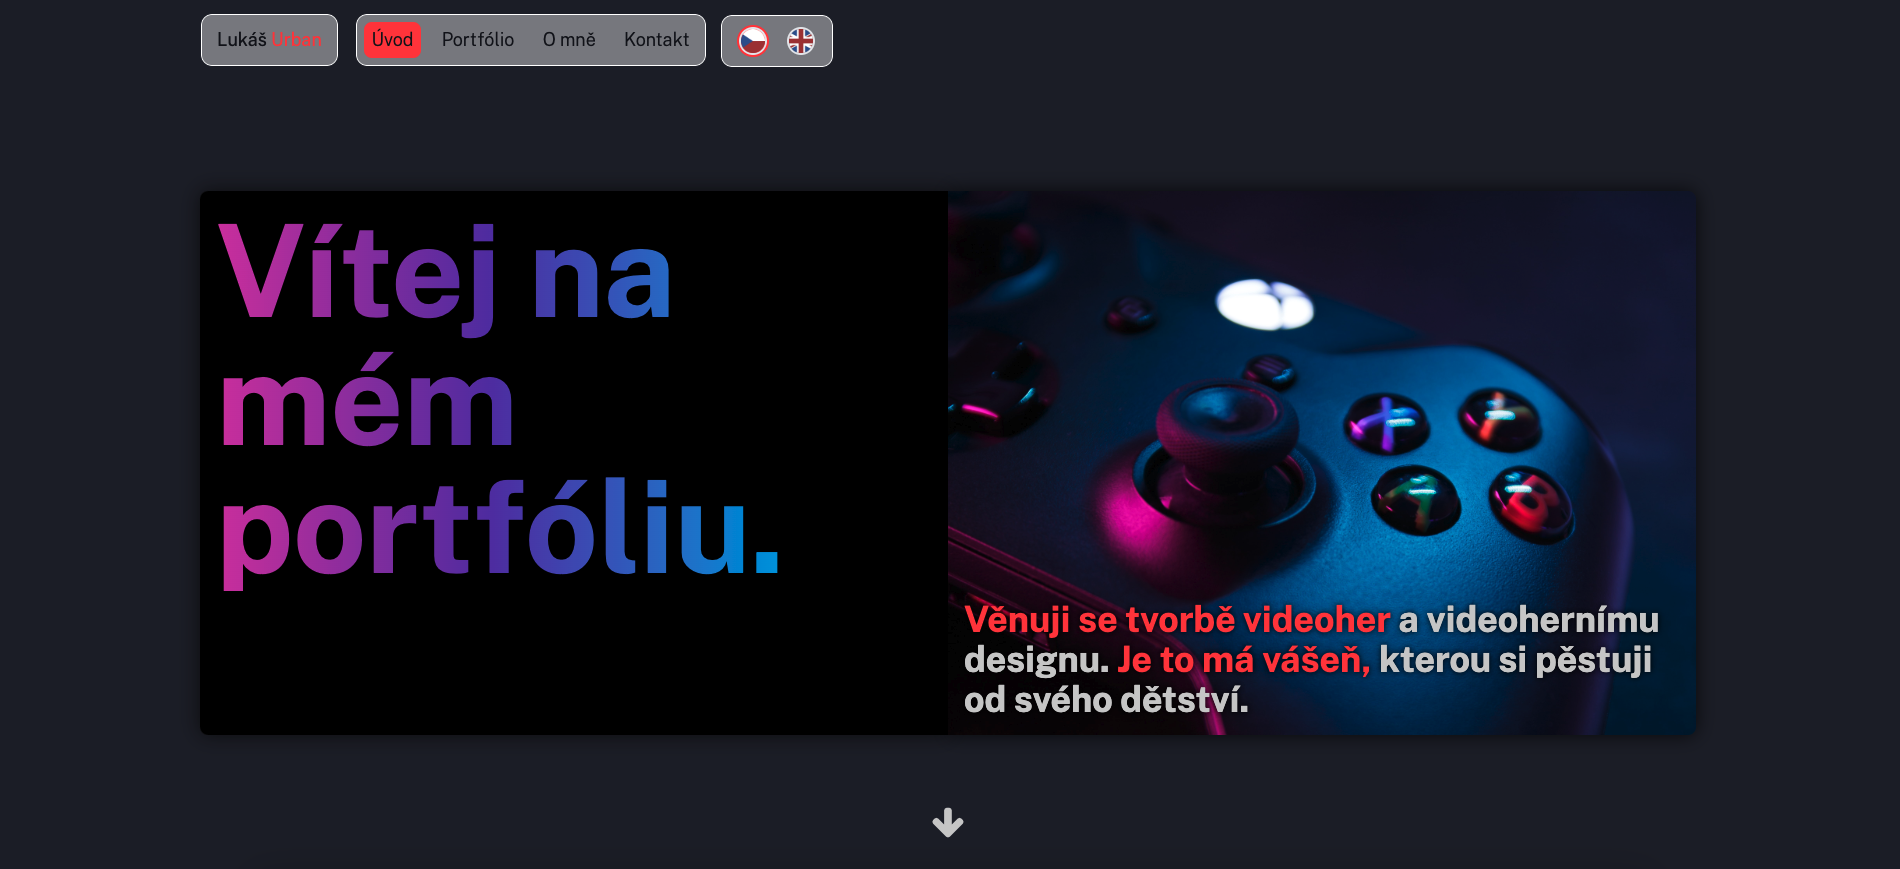 Lukáš Urban
Úvod Portfólio O mně Kontakt
Vítej na
mém
portfóliu.
X Y
A B
Věnuji se tvorbě videoher a videohernímu
designu. Je to má vášeň, kterou si pěstuji
od svého dětství.